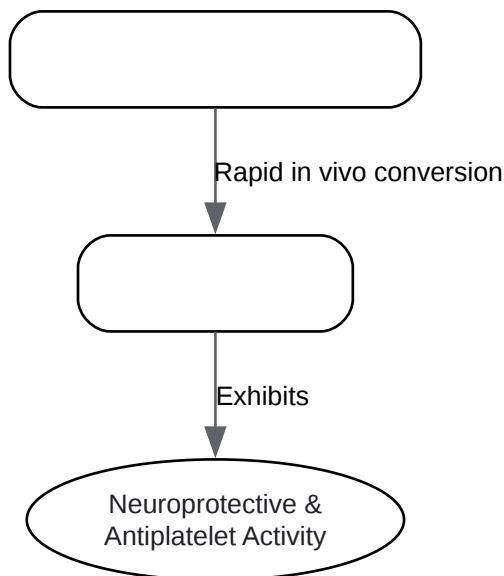 Rapid in vivo conversion
Exhibits
Neuroprotective &
Antiplatelet Activity